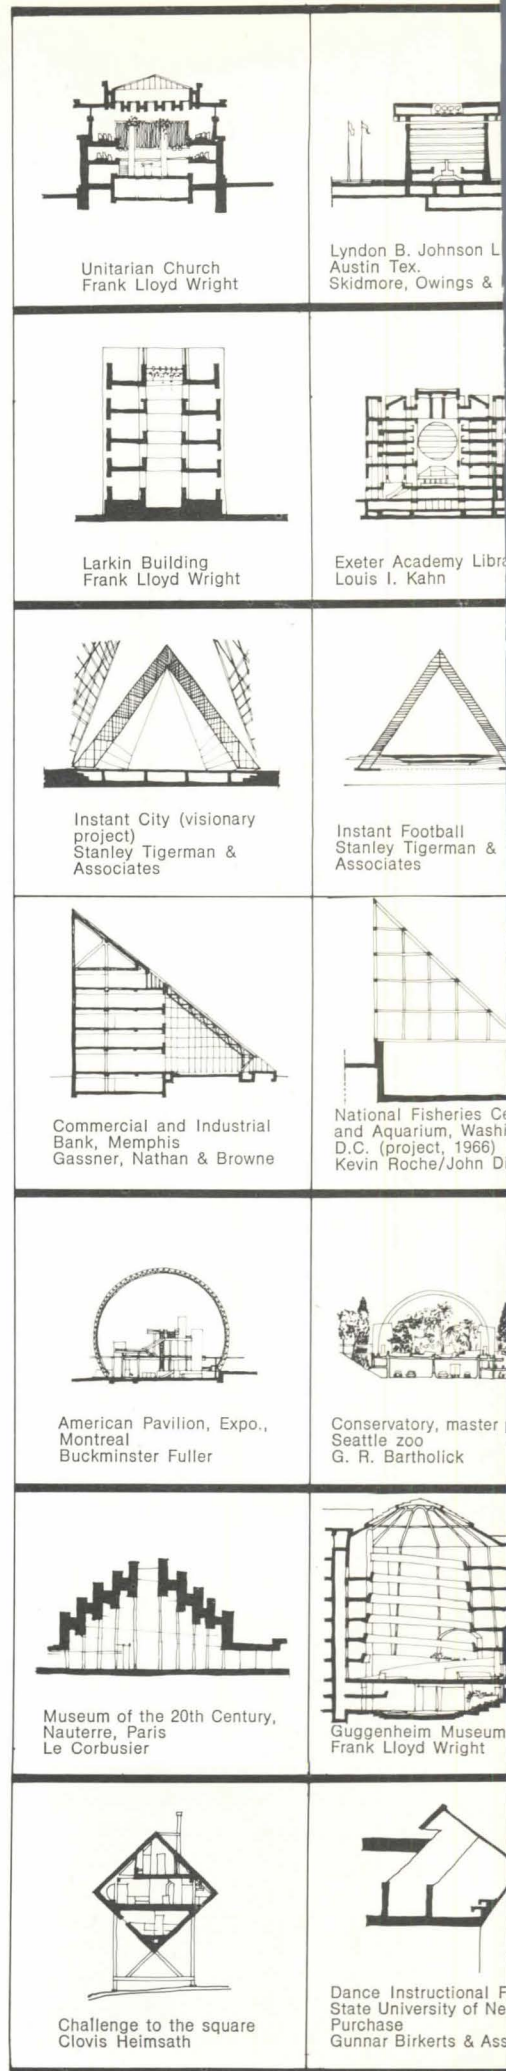 Unitarian Church
Frank Lloyd Wright
Lyndon B. Johnson L
Austin Tex.
Skidmore, Owings &
Larkin Building
Frank Lloyd Wright
Exeter Academy Libr
Louis I. Kahn
Instant City (visionary
project)
Stanley Tigerman &
Associates
Instant Football
Stanley Tigerman &
Associates
Commercial and Industrial
Bank, Memphis
Gassner, Nathan & Browne
National Fisheries Ce
and Aquarium, Washi
D.C. (project, 1966)
Kevin Roche/John Di
American Pavilion, Expo.,
Montreal
Buckminster Fuller
Conservatory, master
Seattle zoo
G. R. Bartholick
Museum of the 20th Century,
Nauterre, Paris
Le Corbusier
Guggenheim Museum
Frank Lloyd Wright
Challenge to the square
Clovis Heimsath
Dance Instructional F
State University of Ne
Purchase
Gunnar Birkerts & Ass